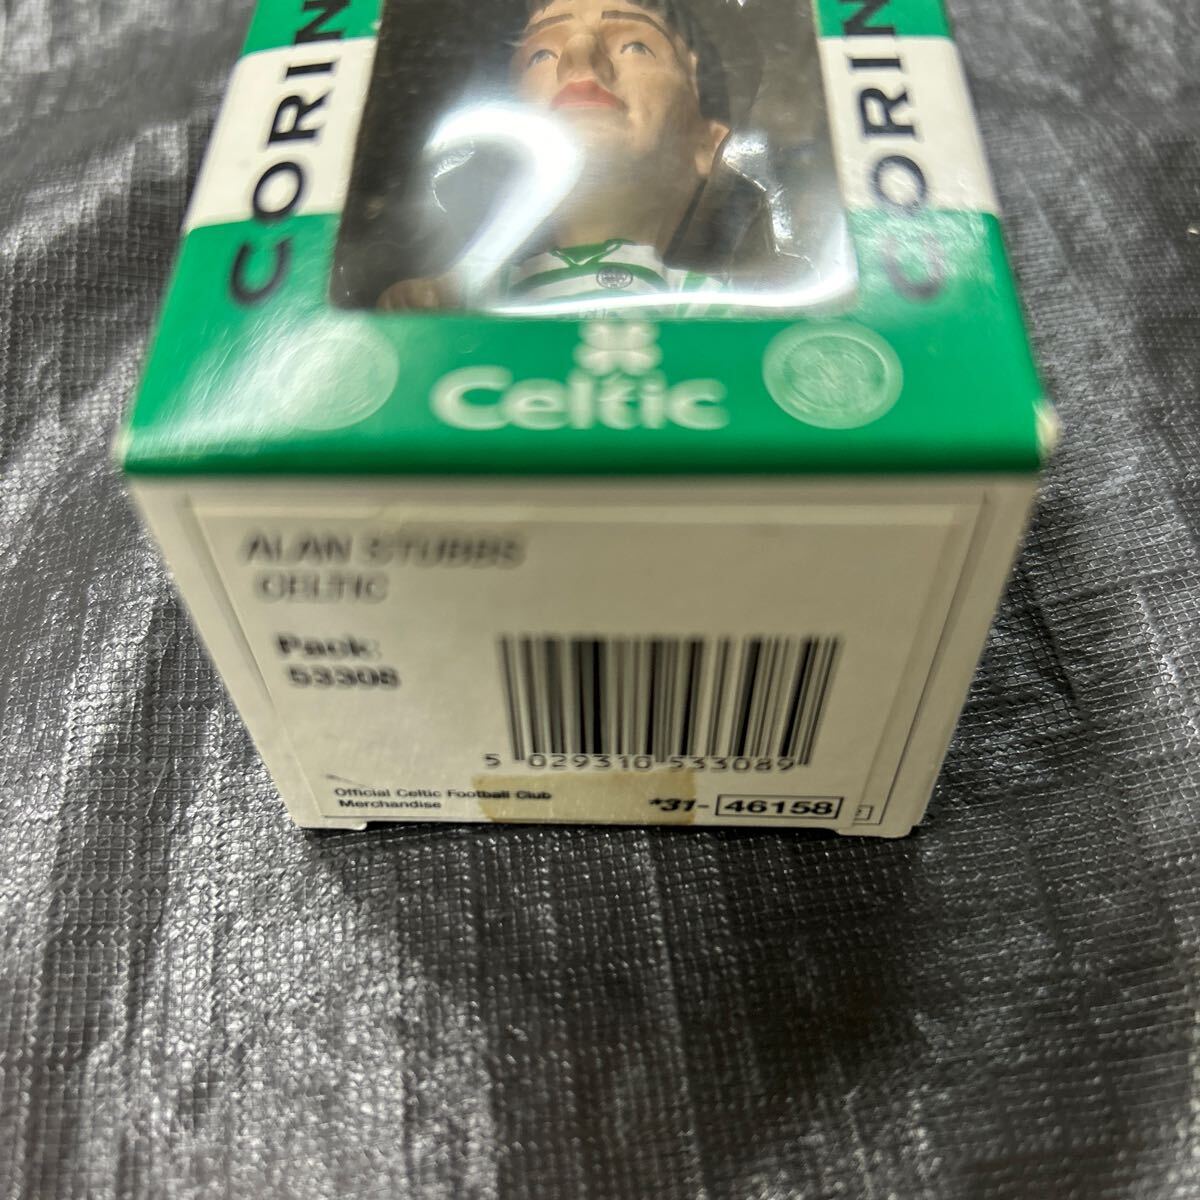 CORIN
CORIN
Celtic
ALAN STUBBS
CELTIC
Pack:
53308
5 029310 533089
Official Celtic Football Club
Merchandise
*31- 46158